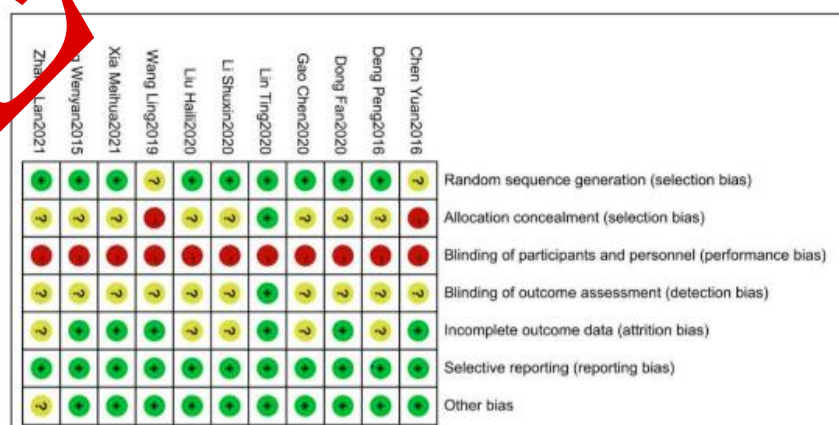 Lan2021
Wenyan2015
Xia Meihua2021
Wang Ling2019
Liu Haili2020
Li Shuxin2020
Lin Ting2020
Gao Chen2020
Dong Fan2020
Deng Peng2016
Chen Yuan2016
Random sequence generation (selection bias)
Allocation concealment (selection bias)
Blinding of participants and personnel (performance bias)
Blinding of outcome assessment (detection bias)
Incomplete outcome data (attrition bias)
Selective reporting (reporting bias)
Other bias